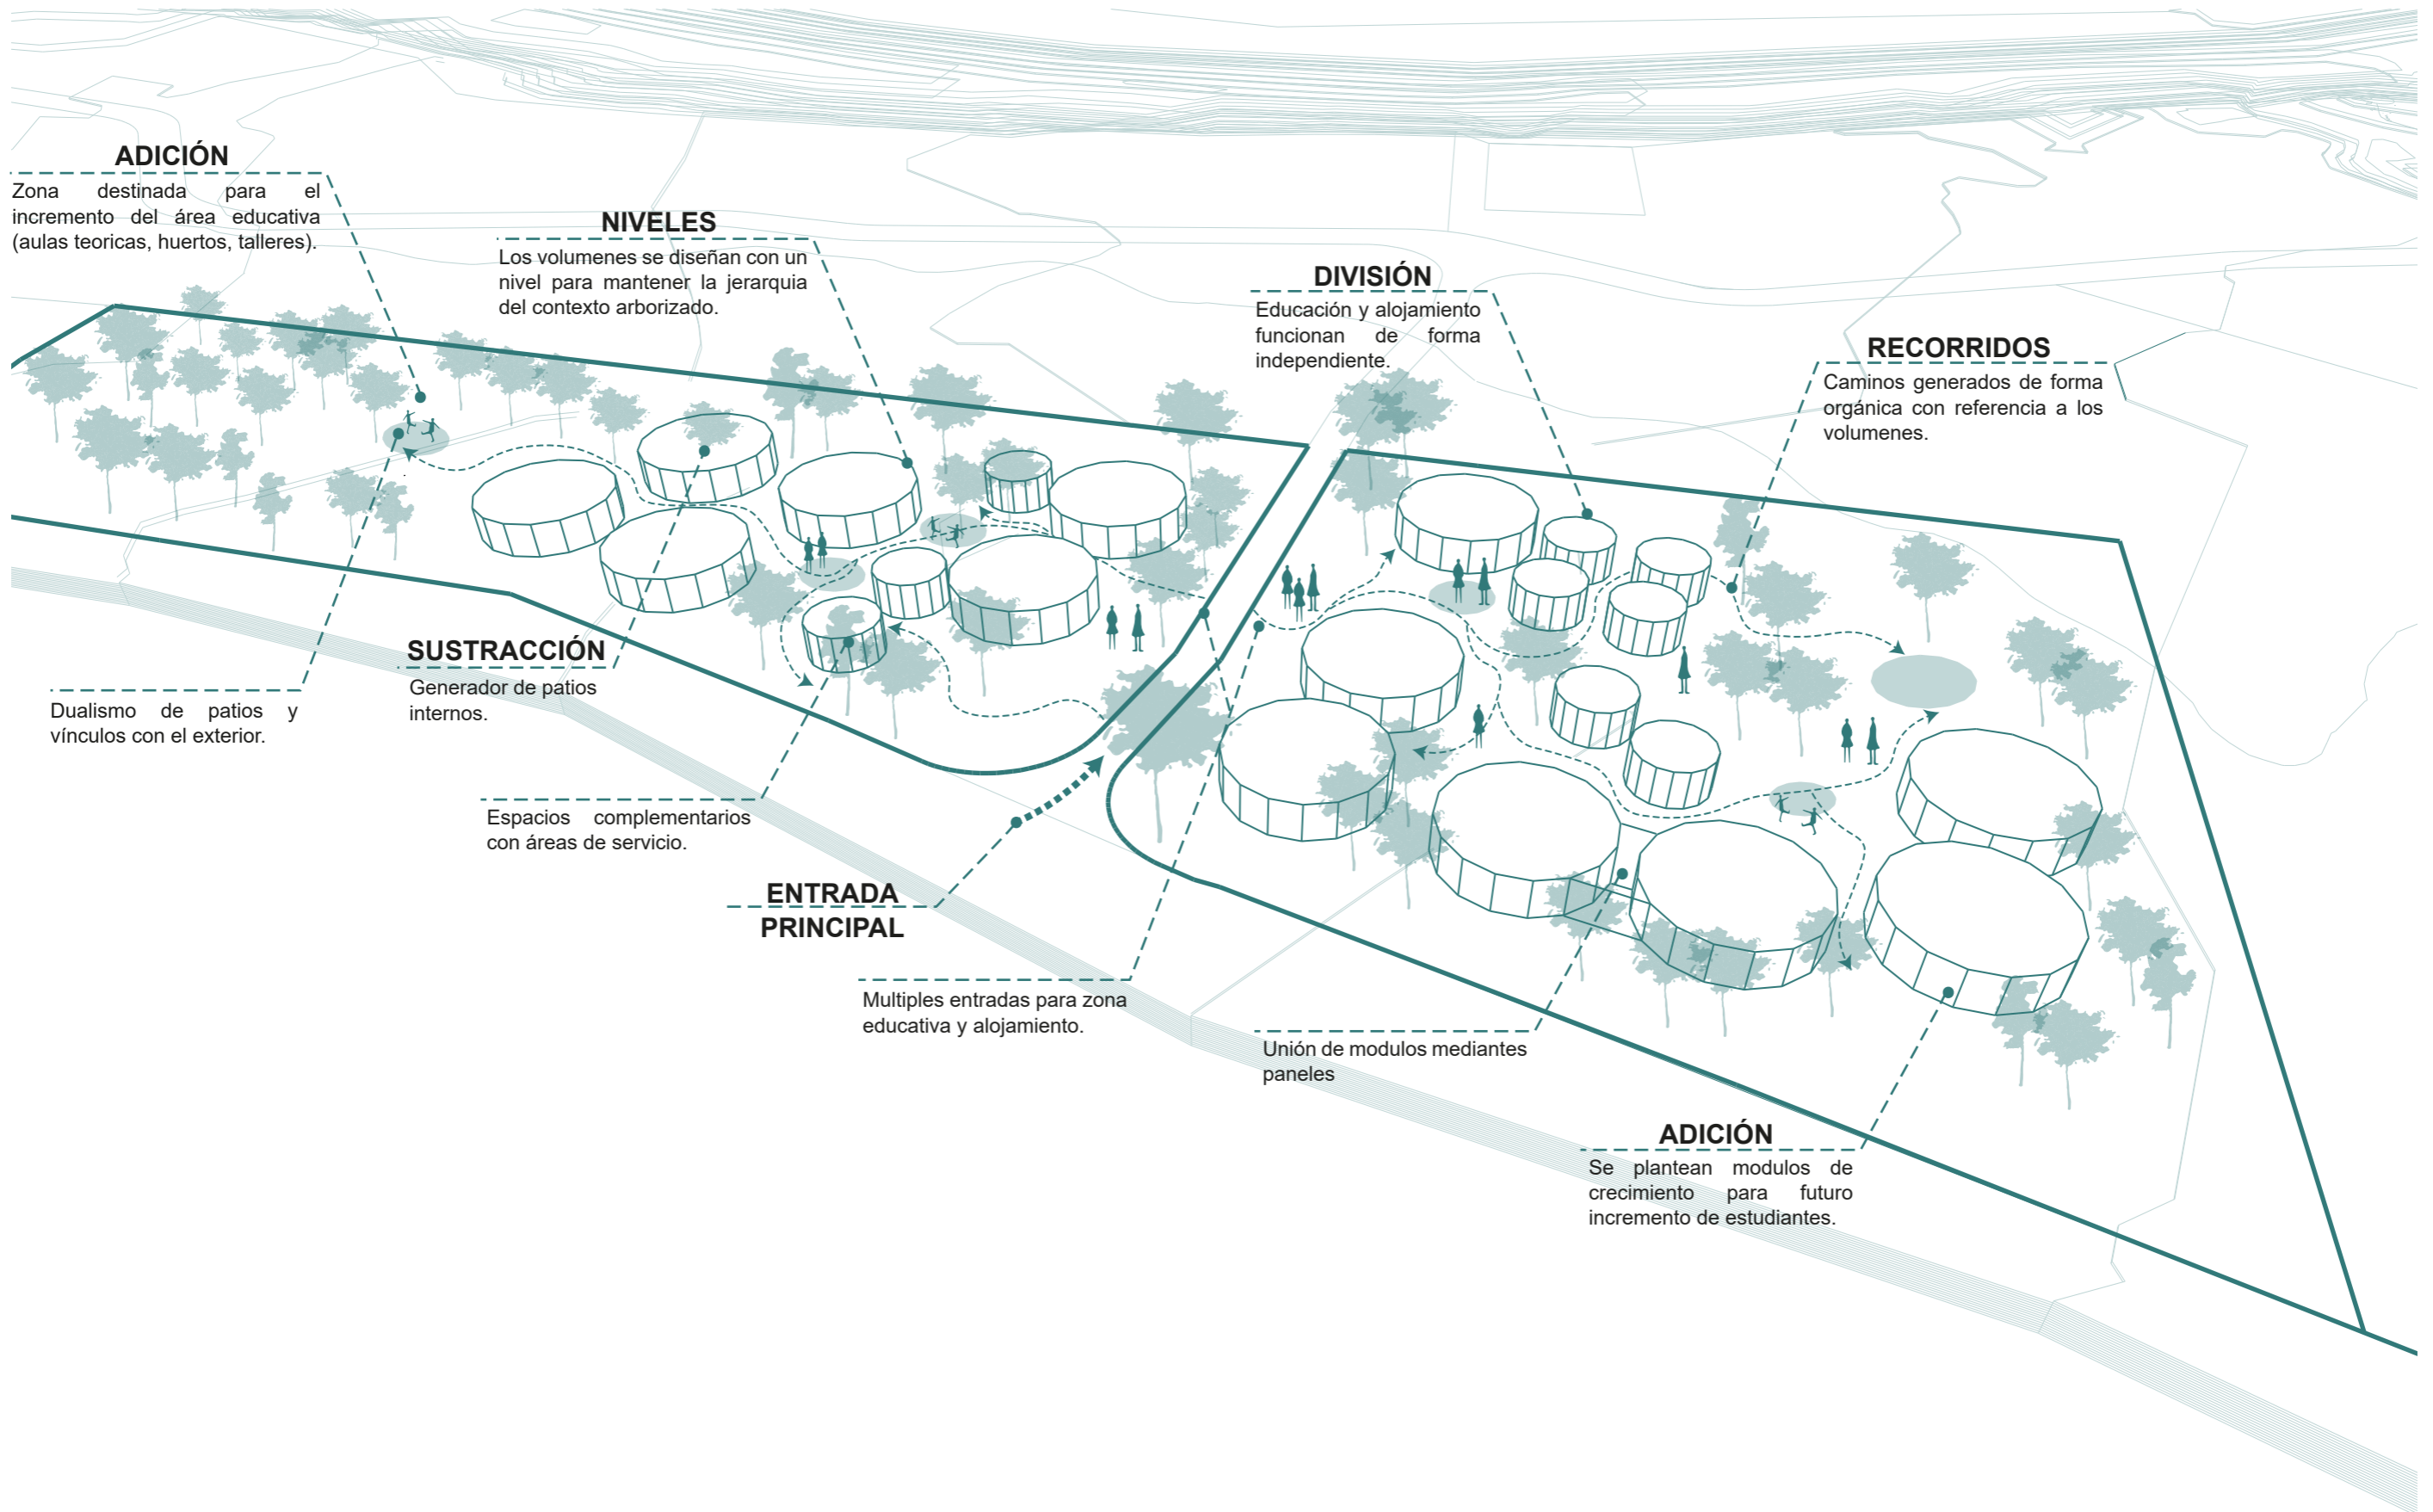 ADICIÓN
Zona destinada para el
incremento del área educativa
(aulas teoricas, huertos, talleres).
NIVELES
Los volumenes se diseñan con un
nivel para mantener la jerarquia
del contexto arborizado.
DIVISIÓN
Educación y alojamiento
funcionan de forma
independiente.
RECORRIDOS
Caminos generados de forma
orgánica con referencia a los
volumenes.
SUSTRACCIÓN
Generador de patios
internos.
Dualismo de patios y
vínculos con el exterior.
Espacios complementarios
con áreas de servicio.
ENTRADA
PRINCIPAL
Multiples entradas para zona
educativa y alojamiento.
Unión de modulos mediantes
paneles
ADICIÓN
Se plantean modulos de
crecimiento para futuro
incremento de estudiantes.